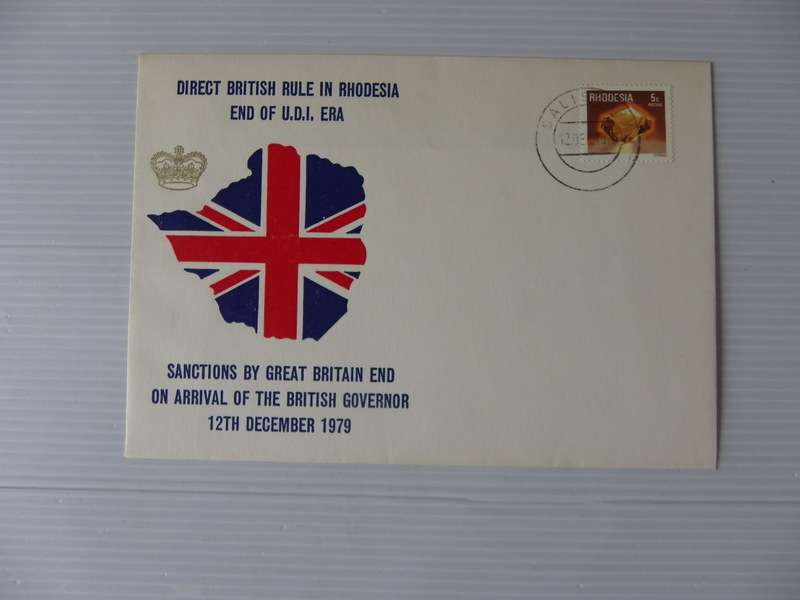 DIRECT BRITISH RULE IN RHODESIA
END OF U.D.I. ERA
RHODESIA 5c
SANCTIONS BY GREAT BRITAIN END
ON ARRIVAL OF THE BRITISH GOVERNOR
12TH DECEMBER 1979